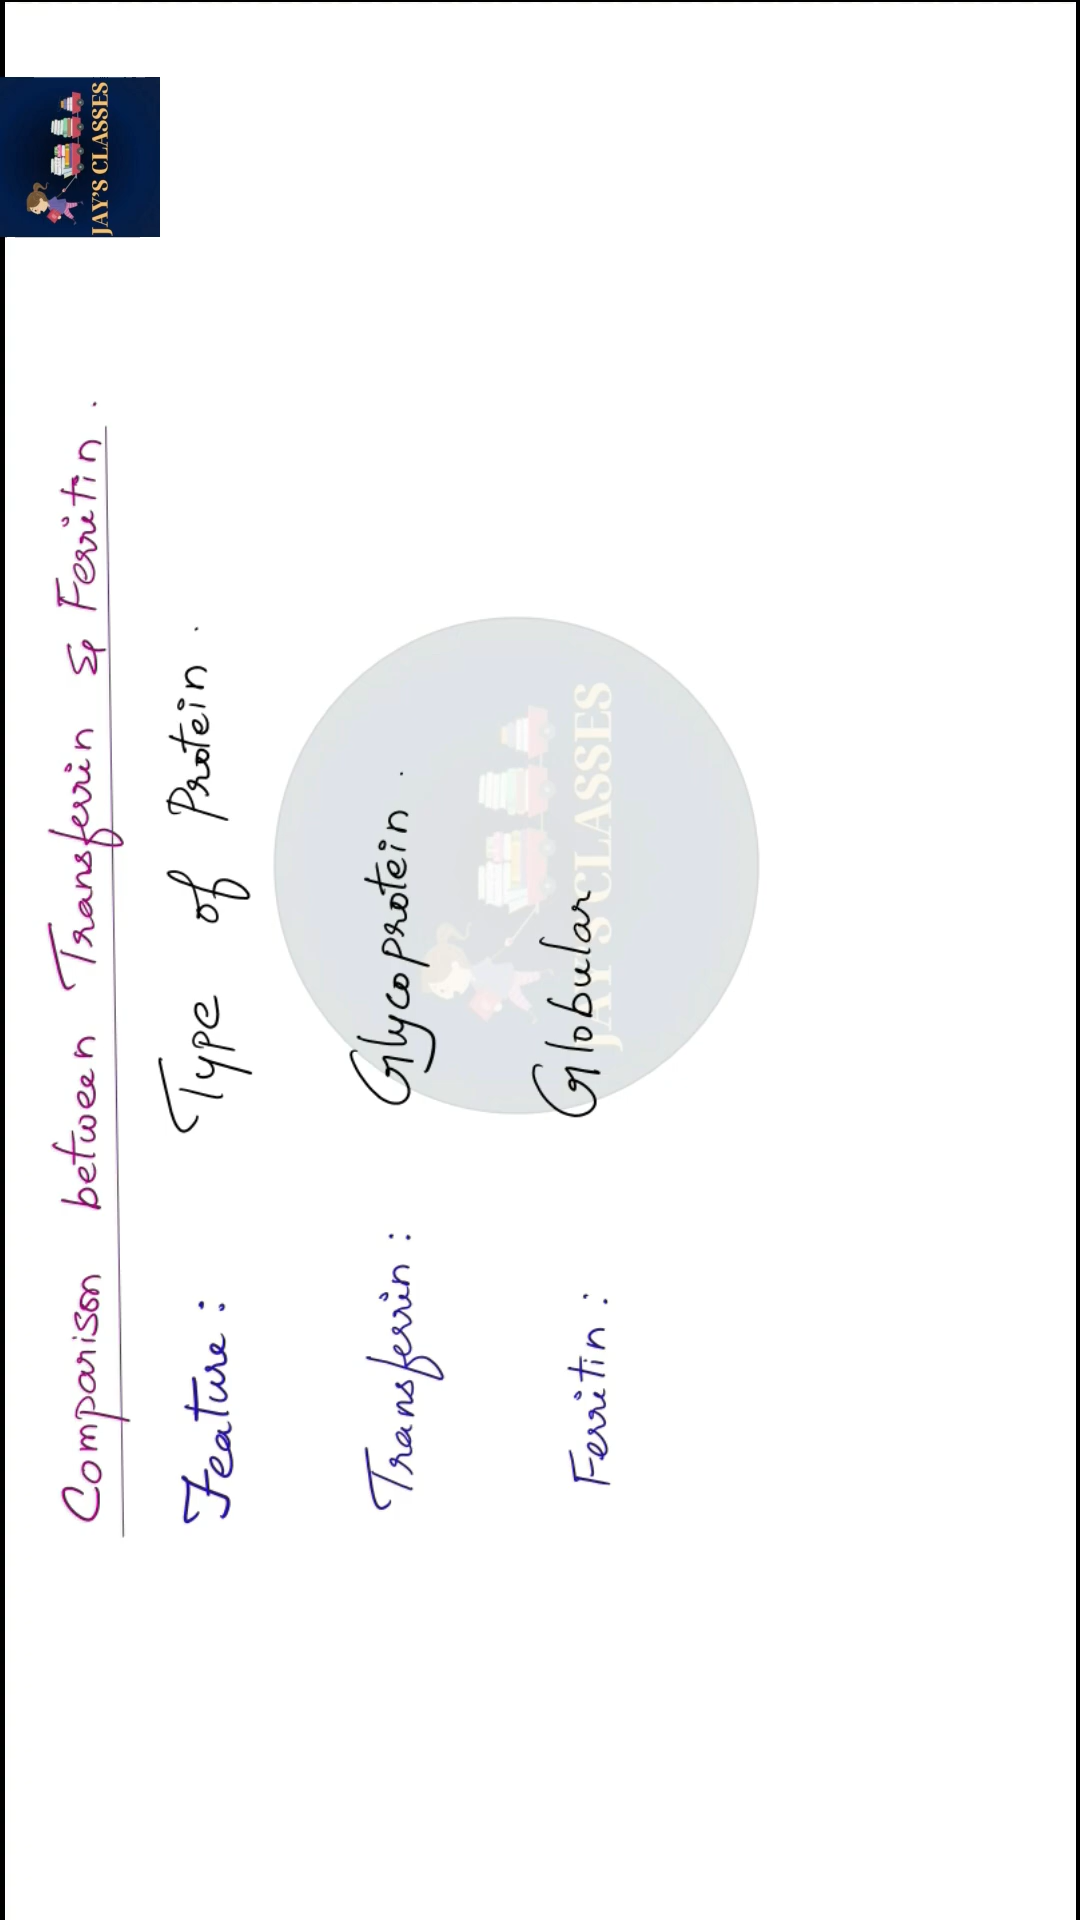 JAY'S CLASSES
Comparison between Transferrin & Ferritin.
Feature: Type of Protein.
Transferrin: Glycoprotein.
Ferritin: Globular
JAY'S CLASSES